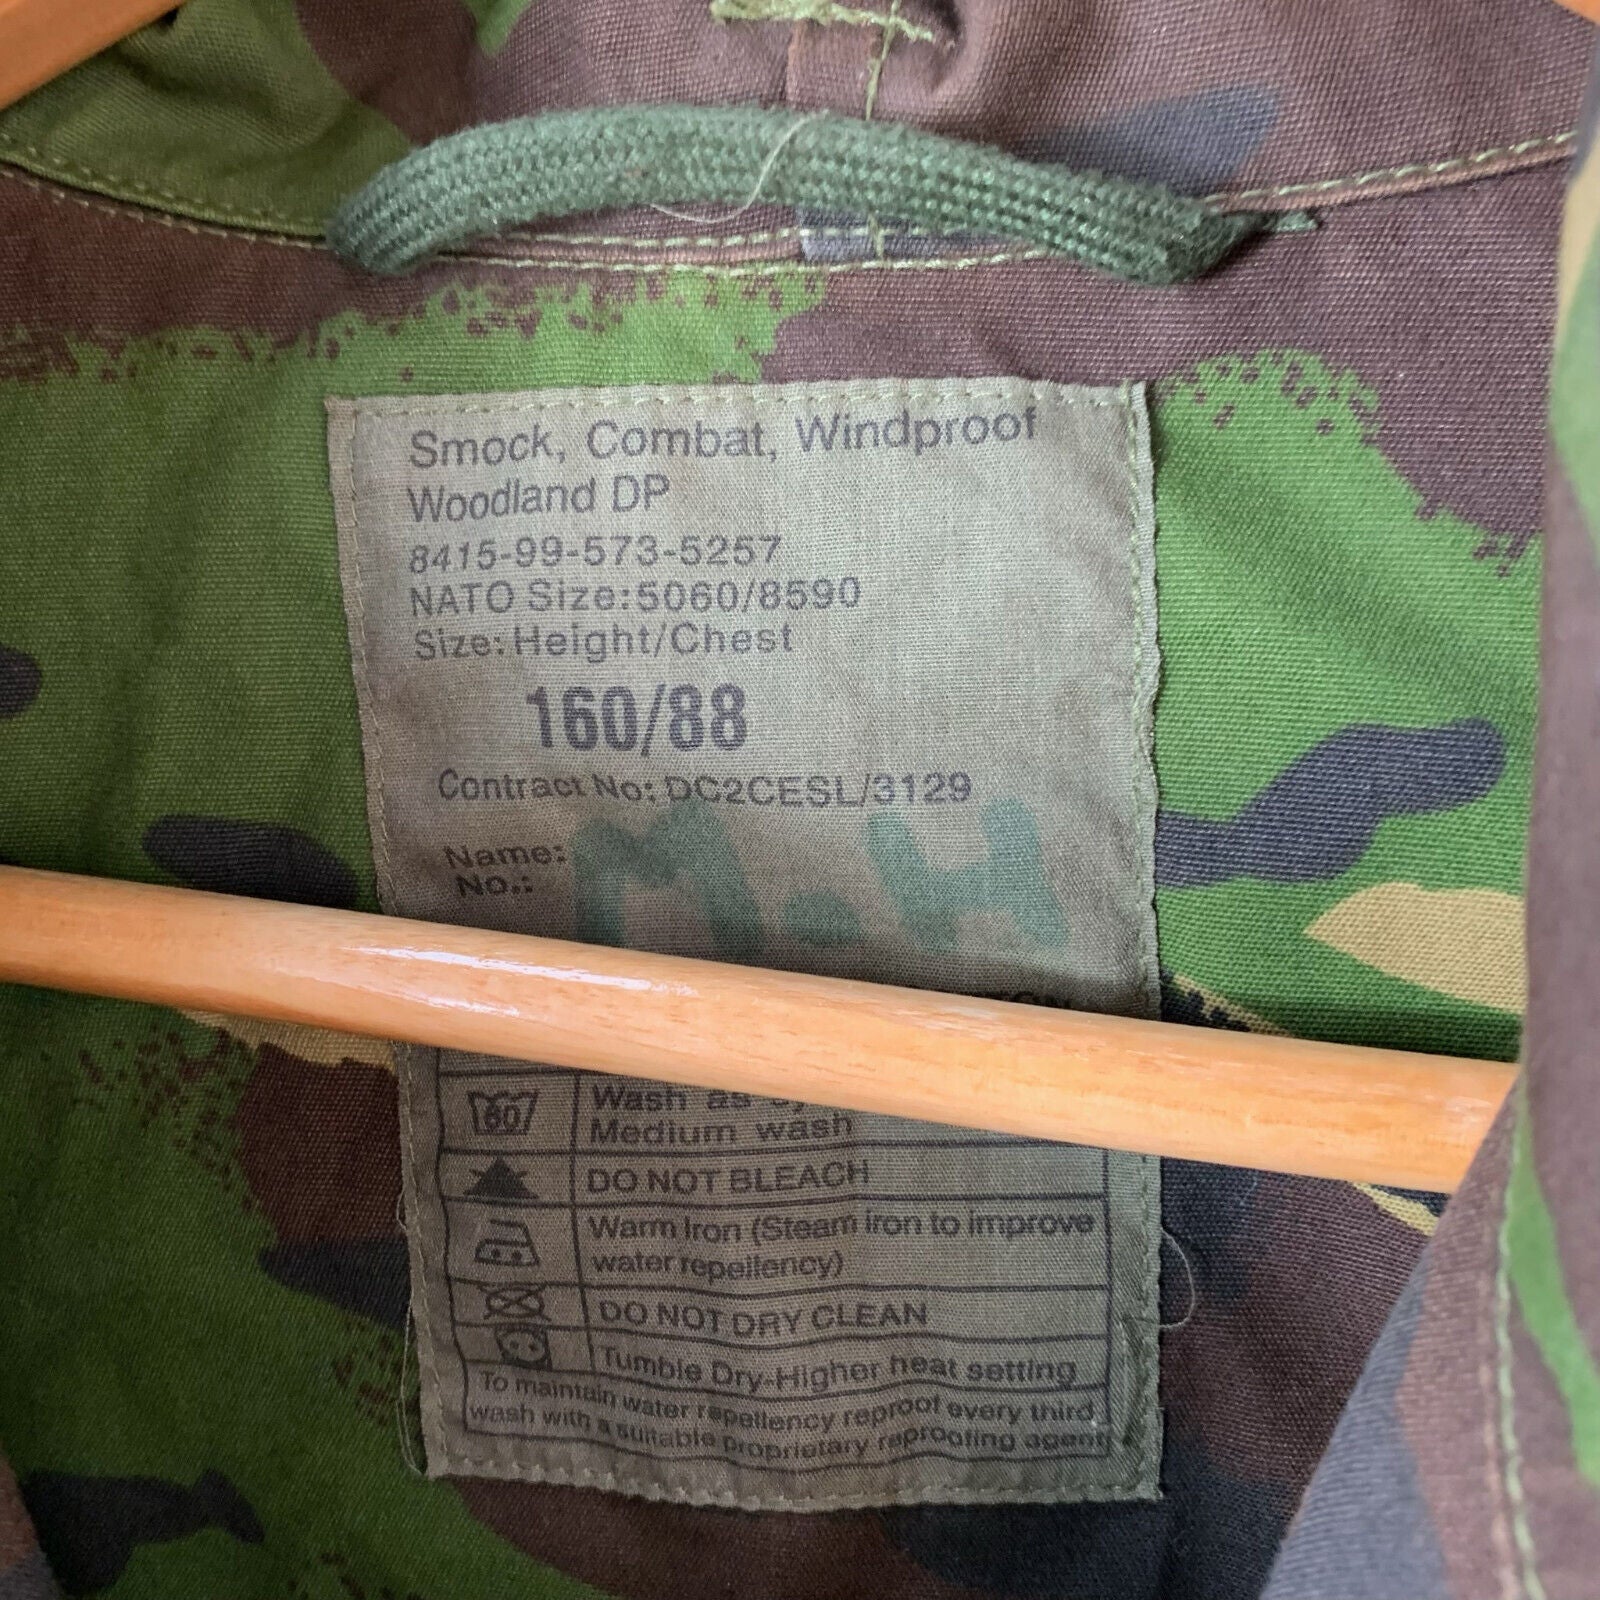 Smock, Combat, Windproof
Woodland DP
8415-99-573-5257
NATO Size:5060/8590
Size: Height/Chest
160/88
Contract No: DC2CESL/3129
Name: M-H
No.:
60 Wash as
Medium wash
DO NOT BLEACH
Warm Iron (Steam iron to improve
water repellency)
DO NOT DRY CLEAN
Tumble Dry-Higher heat setting
To maintain water repellency reproof every third
wash with a suitable proprietary reproofing agent